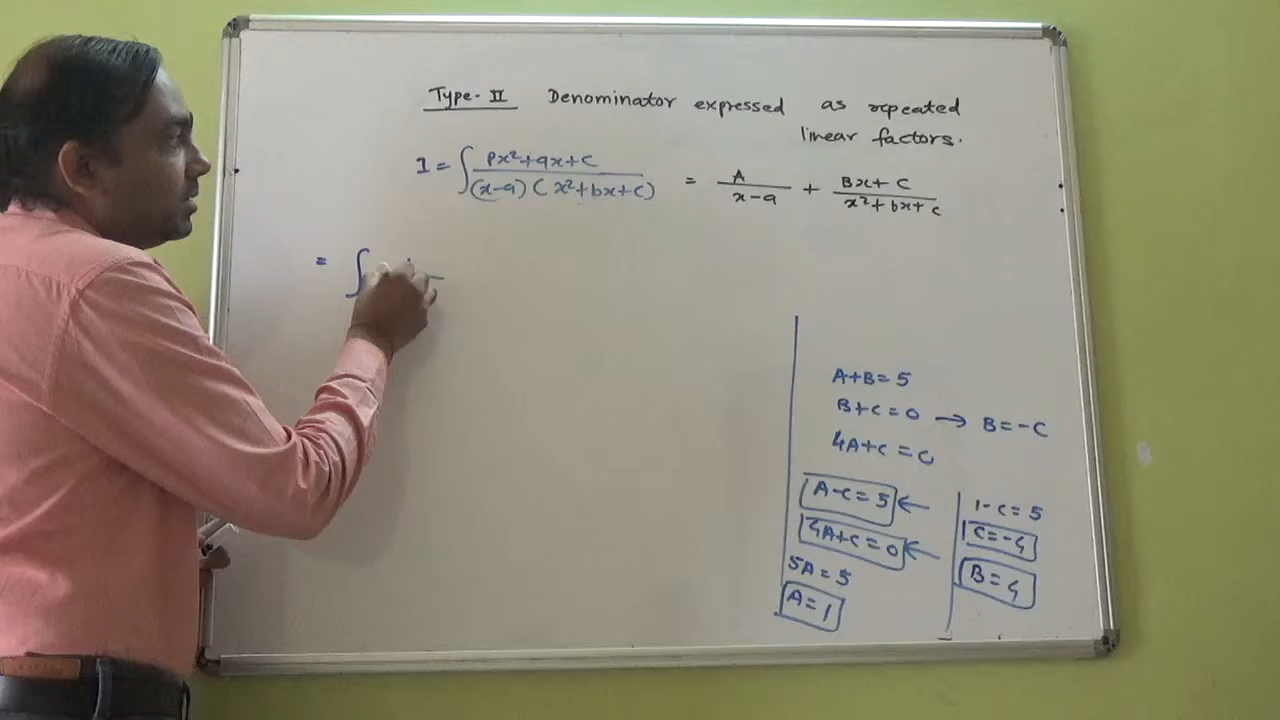 Type-II Denominator expressed as repeated
linear factors.
I = ∫ px²+qx+c / (x-a)(x²+bx+c) = A / x-a + Bx+C / x²+bx+c
= ∫
A+B=5
B+C=0 → B=-C
4A+C=0
A-C=5 ←
4A+C=0 ←
5A=5
A=1
1-C=5
C=-4
B=4